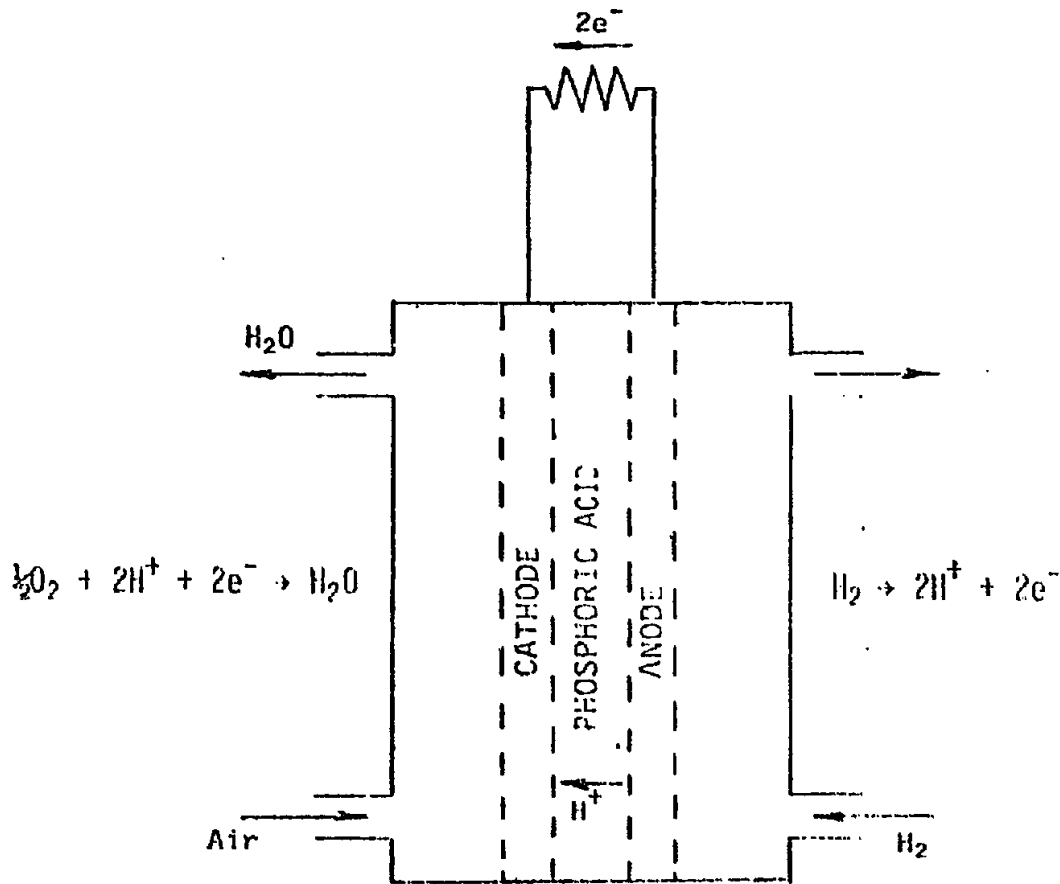 2e⁻
H₂O
½O₂ + 2H⁺ + 2e⁻ → H₂O
CATHODE
PHOSPHORIC ACID
ANODE
H₂ → 2H⁺ + 2e⁻
H⁺
Air
H₂